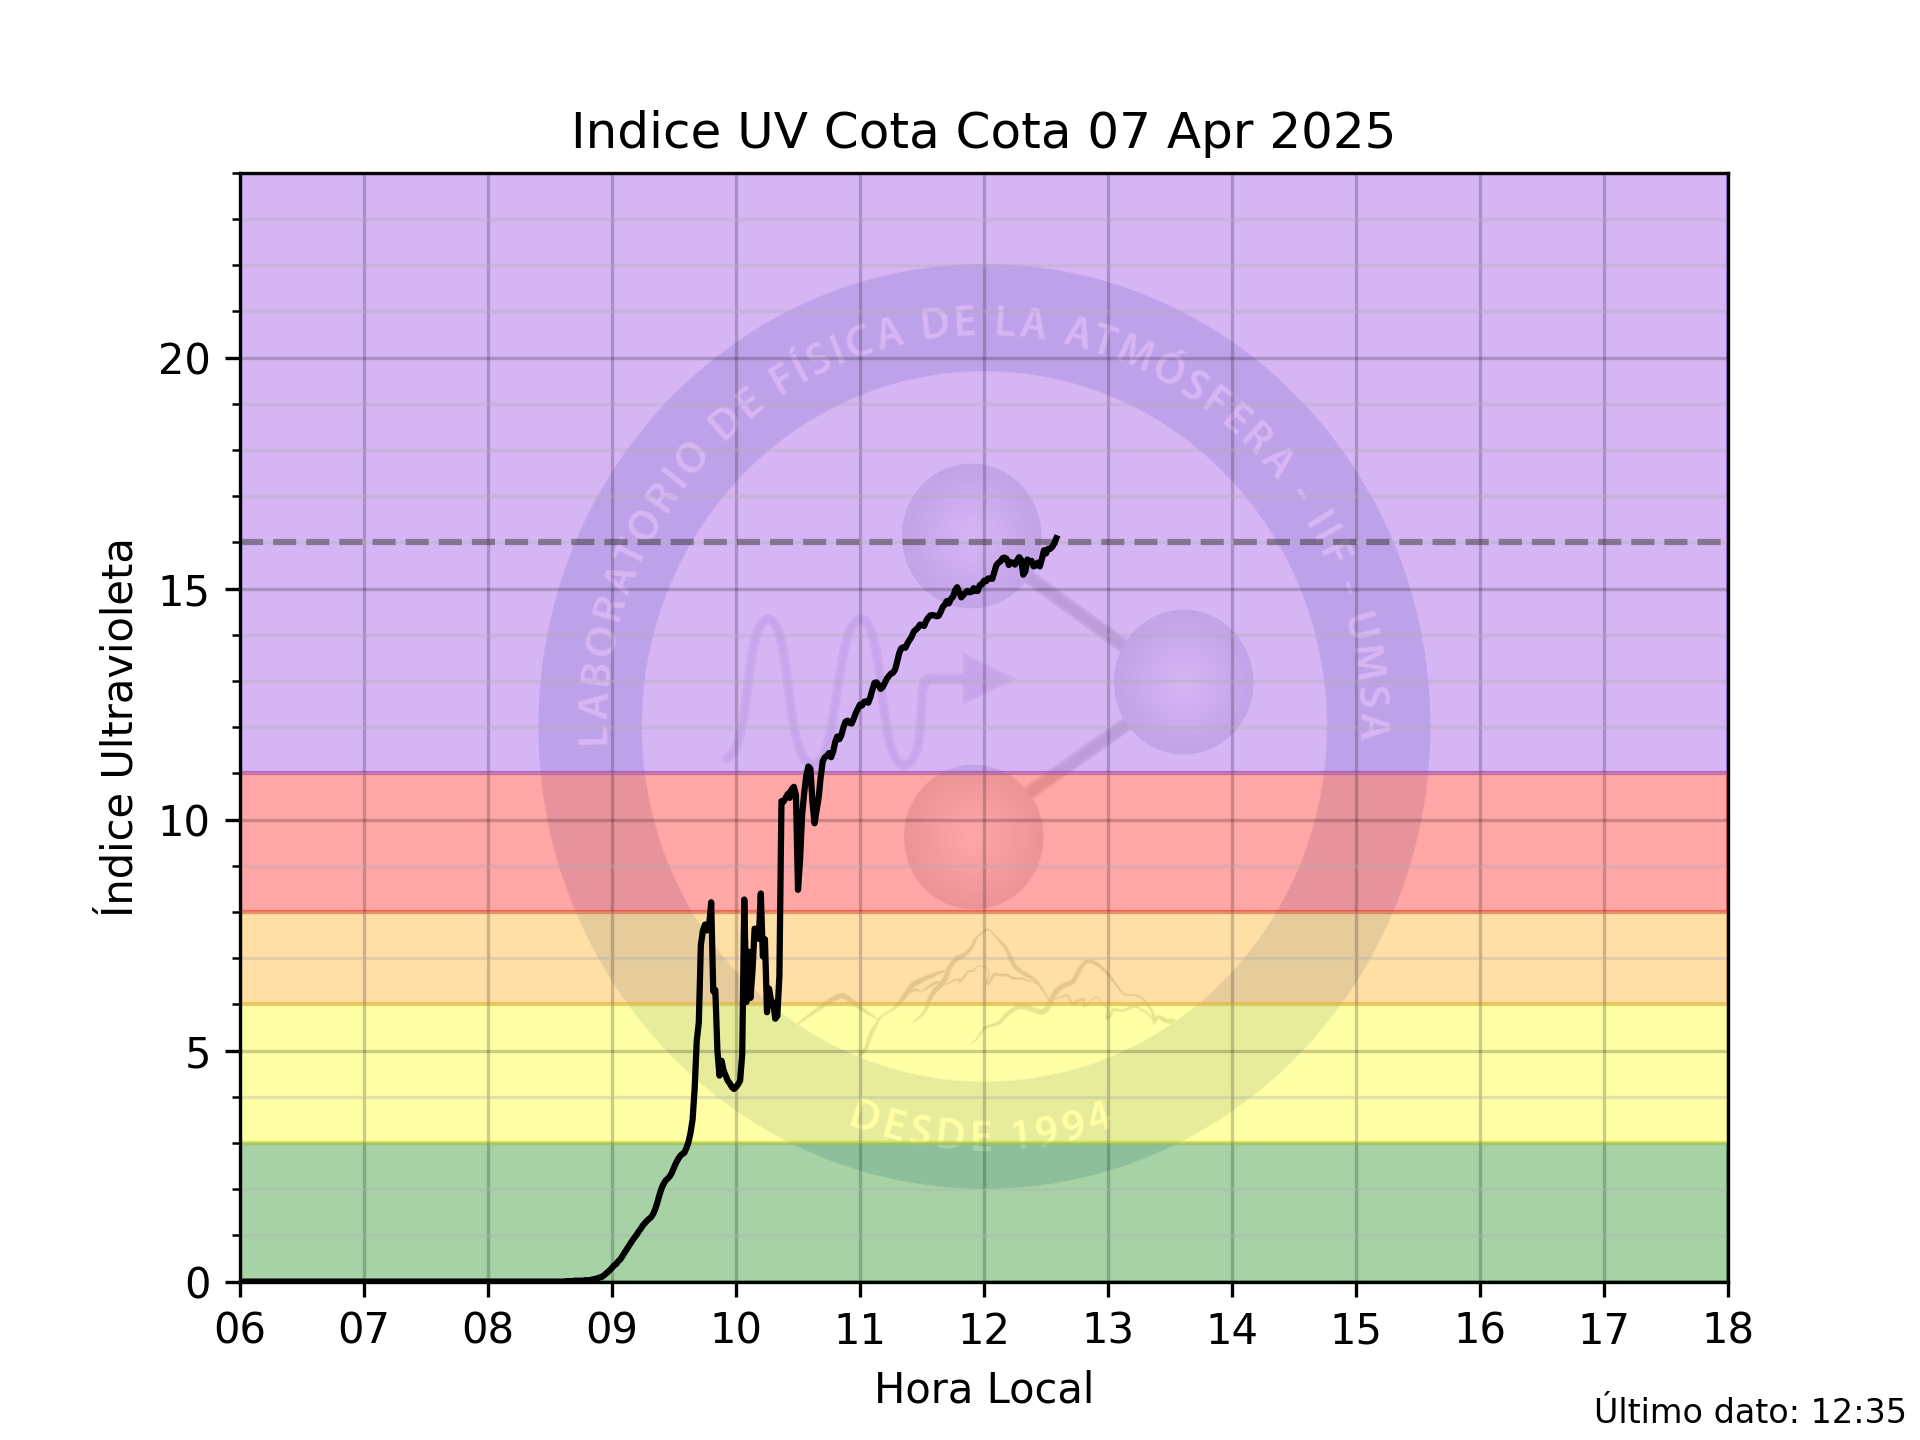 Indice UV Cota Cota 07 Apr 2025
Índice Ultravioleta
20
15
10
5
0
LABORATORIO DE FÍSICA DE LA ATMÓSFERA - IIF - UMSA
DESDE 1994
06 07 08 09 10 11 12 13 14 15 16 17 18
Hora Local
Último dato: 12:35